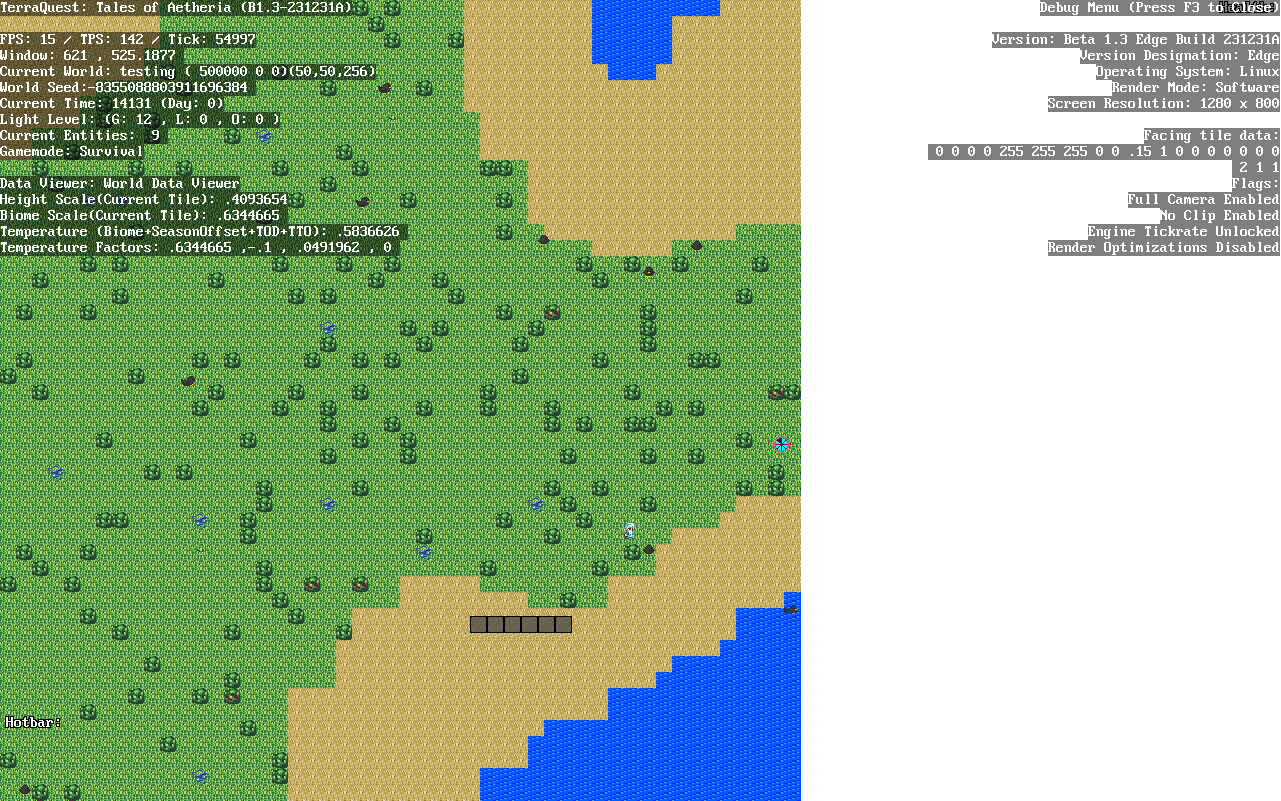 TerraQuest: Tales of Aetheria (B1.3-231231A)
FPS: 15 / TPS: 142 / Tick: 54997
Window: 621 , 525.1877
Current World: testing ( 500000 0 0)(50,50,256)
World Seed:-8355088803911696384
Current Time: 14131 (Day: 0)
Light Level: (G: 12 , L: 0 , O: 0 )
Current Entities: 9
Gamemode: Survival
Data Viewer: World Data Viewer
Height Scale(Current Tile): .4093654
Biome Scale(Current Tile): .6344665
Temperature (Biome+SeasonOffset+TOD+TTO): .5836626
Temperature Factors: .6344665 ,-.1 , .0491962 , 0
Hotbar:
Debug Menu (Press F3 to Close)
Version: Beta 1.3 Edge Build 231231A
Version Designation: Edge
Operating System: Linux
Render Mode: Software
Screen Resolution: 1280 x 800
Facing tile data:
0 0 0 0 255 255 255 0 0 .15 1 0 0 0 0 0 0 0
2 1 1
Flags:
Full Camera Enabled
No Clip Enabled
Engine Tickrate Unlocked
Render Optimizations Disabled